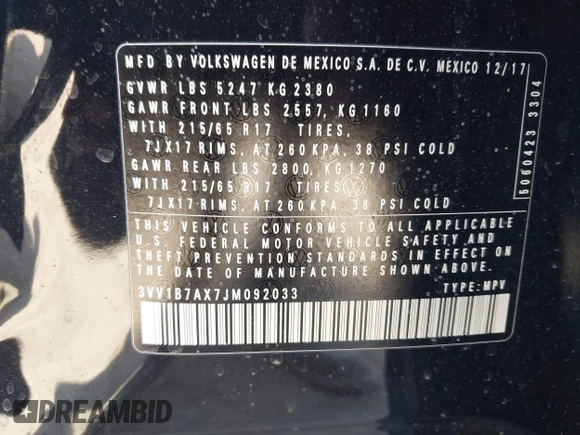 MFD BY VOLKSWAGEN DE MEXICO S.A. DE C.V. MEXICO 12/17
GVWR LBS 5247 KG 2380
GAWR FRONT LBS 2557, KG 1160
WITH 215/65 R17 TIRES,
7JX17 RIMS, AT 260 KPA, 38 PSI COLD
GAWR REAR LBS 2800, KG 1270
WITH 215/65 R17 TIRES
7JX17 RIMS, AT 260 KPA, 38 PSI COLD
THIS VEHICLE CONFORMS TO ALL APPLICABLE
U.S. FEDERAL MOTOR VEHICLE SAFETY AND
THEFT PREVENTION STANDARDS IN EFFECT ON
THE DATE OF MANUFACTURE SHOWN ABOVE.
3VV1B7AX7JM092033 TYPE: MPV
5060423 3304
DREAMBID